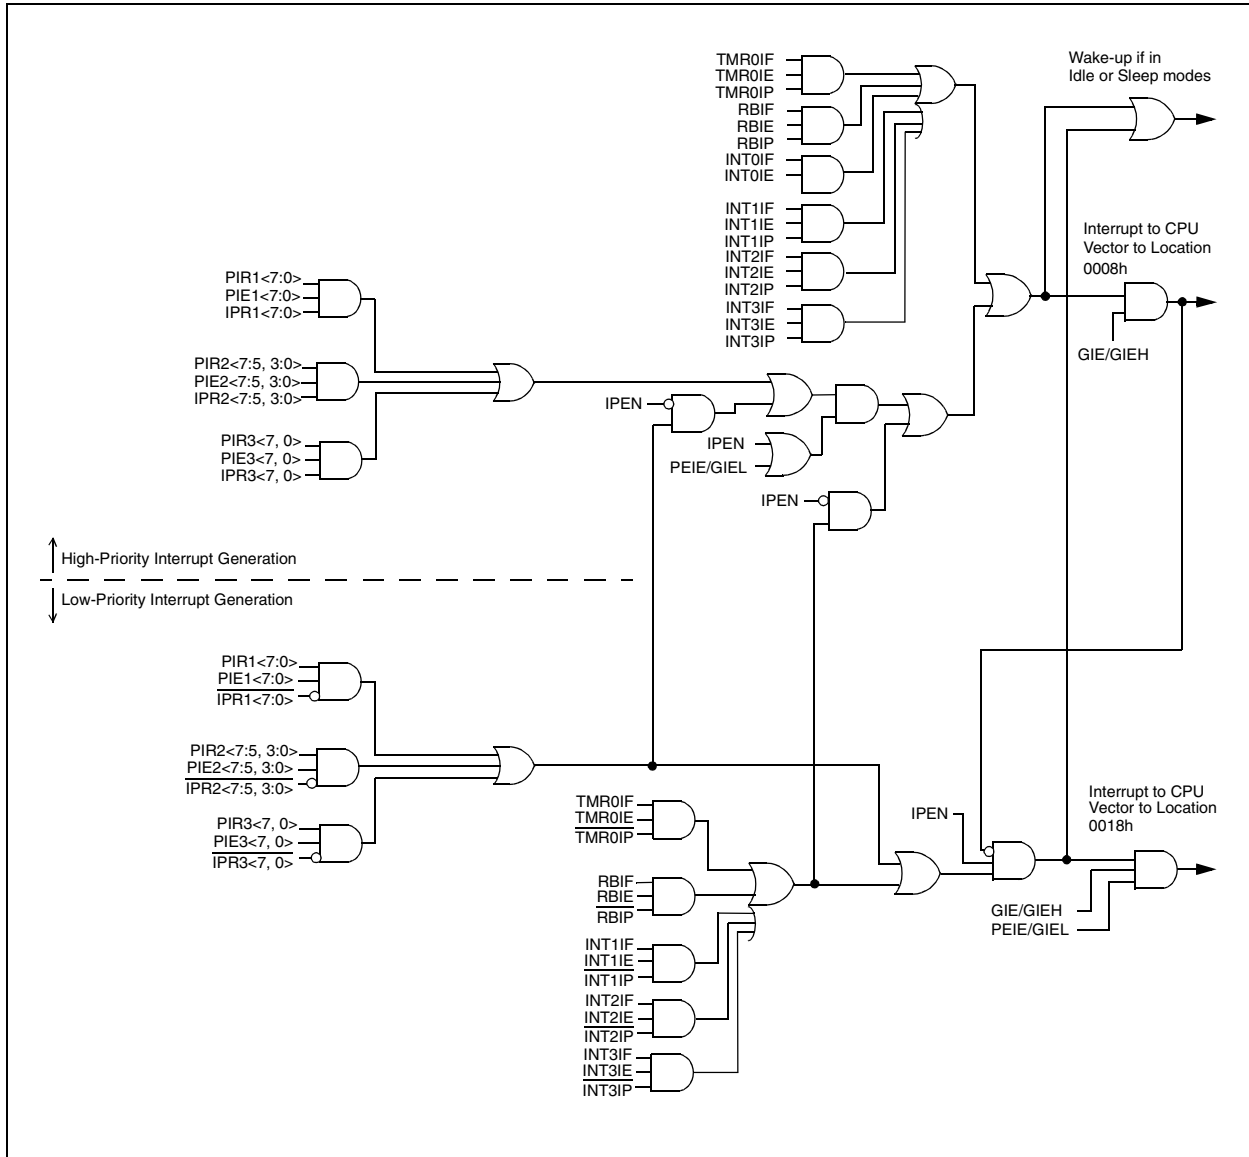 TMR0IF
TMR0IE
TMR0IP
RBIF
RBIE
RBIP
INT0IF
INT0IE
INT1IF
INT1IE
INT1IP
INT2IF
INT2IE
INT2IP
INT3IF
INT3IE
INT3IP
Wake-up if in
Idle or Sleep modes
Interrupt to CPU
Vector to Location
0008h
GIE/GIEH
PIR1<7:0>
PIE1<7:0>
IPR1<7:0>
PIR2<7:5, 3:0>
PIE2<7:5, 3:0>
IPR2<7:5, 3:0>
PIR3<7, 0>
PIE3<7, 0>
IPR3<7, 0>
IPEN
IPEN
PEIE/GIEL
IPEN
High-Priority Interrupt Generation
Low-Priority Interrupt Generation
PIR1<7:0>
PIE1<7:0>
IPR1<7:0>
PIR2<7:5, 3:0>
PIE2<7:5, 3:0>
IPR2<7:5, 3:0>
PIR3<7, 0>
PIE3<7, 0>
IPR3<7, 0>
TMR0IF
TMR0IE
TMR0IP
RBIF
RBIE
RBIP
INT1IF
INT1IE
INT1IP
INT2IF
INT2IE
INT2IP
INT3IF
INT3IE
INT3IP
IPEN
Interrupt to CPU
Vector to Location
0018h
GIE/GIEH
PEIE/GIEL